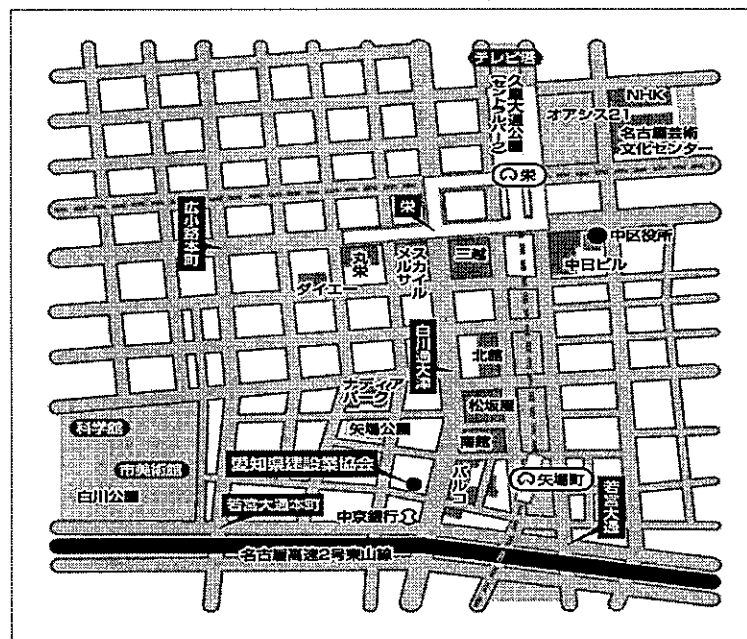 テレビ塔
久屋大通公園
(セントラルパーク)
NHK
オアシス21
名古屋芸術
文化センター
栄
広小路本町
栄
中区役所
丸栄
スカイル
メルサ
三越
中日ビル
ダイエー
白川通大津
北館
ナディア
パーク
松坂屋
科学館
矢場公園
南館
市美術館
愛知県建設業協会
パルコ
矢場町
若宮大津
白川公園
若宮大通本町
中京銀行
名古屋高速2号東山線